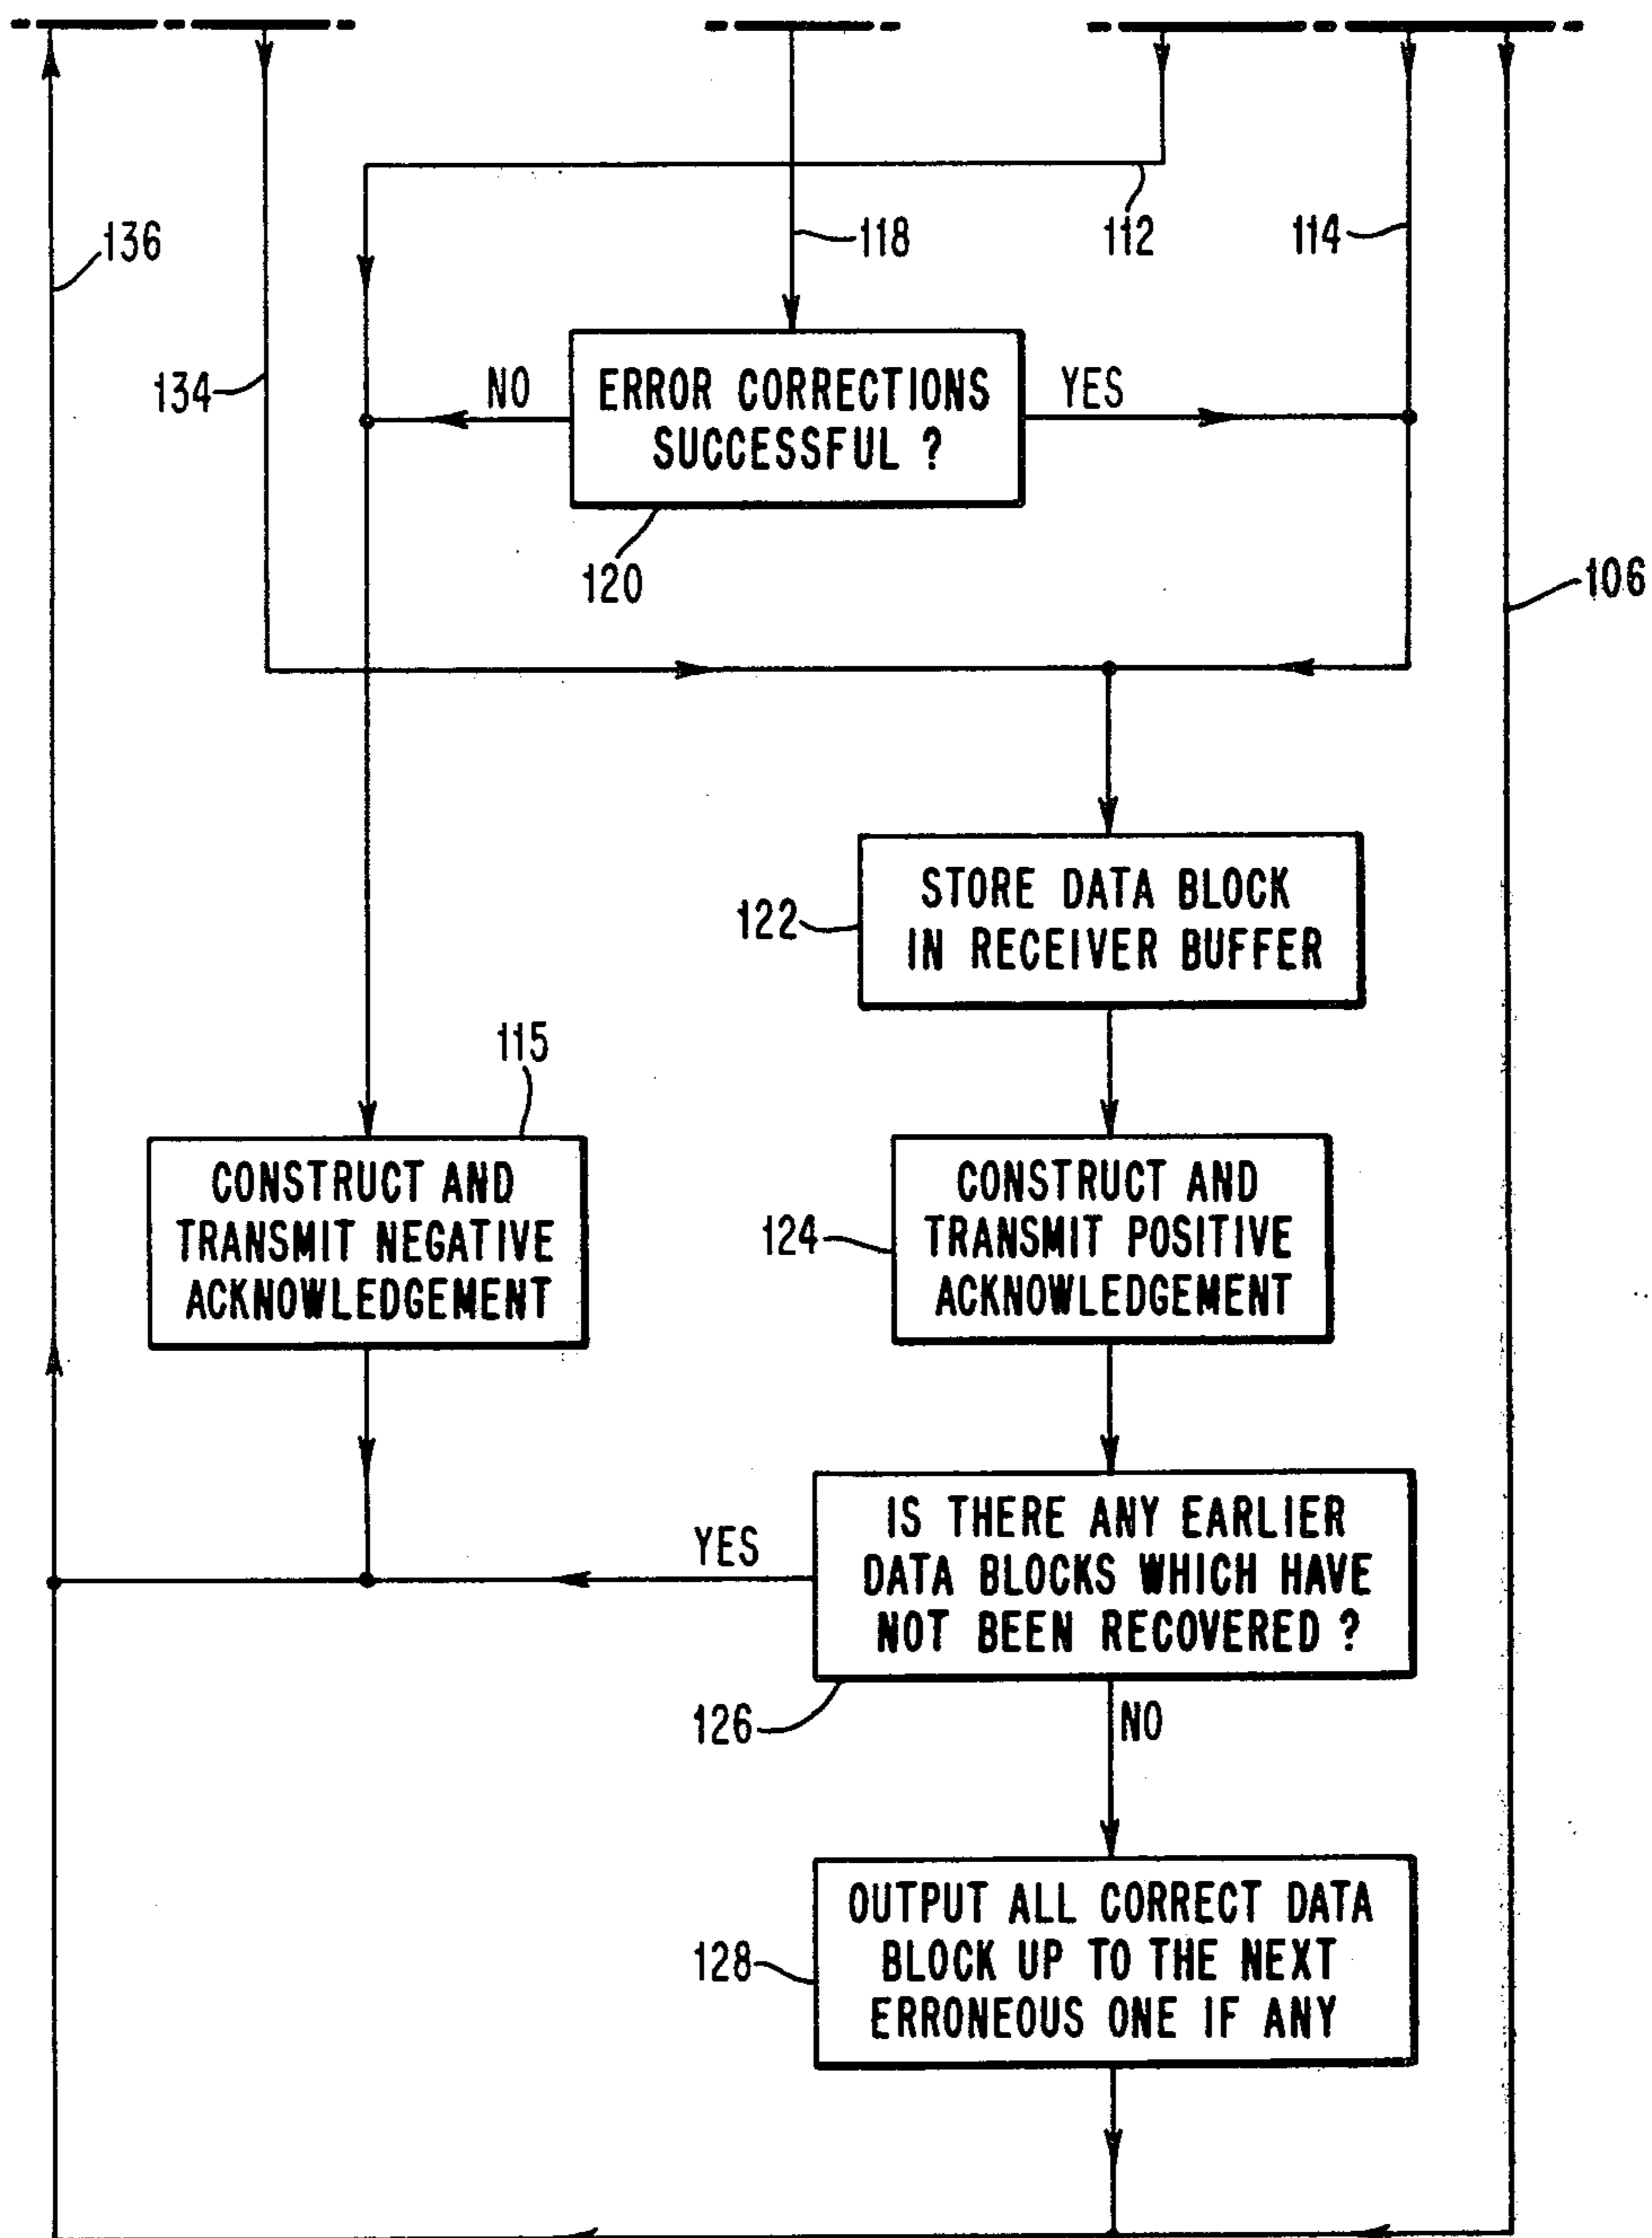 136
118
112
114
134
NO
ERROR CORRECTIONS
SUCCESSFUL ?
YES
120
106
122
STORE DATA BLOCK
IN RECEIVER BUFFER
115
CONSTRUCT AND
TRANSMIT NEGATIVE
ACKNOWLEDGEMENT
124
CONSTRUCT AND
TRANSMIT POSITIVE
ACKNOWLEDGEMENT
YES
IS THERE ANY EARLIER
DATA BLOCKS WHICH HAVE
NOT BEEN RECOVERED ?
126
NO
128
OUTPUT ALL CORRECT DATA
BLOCK UP TO THE NEXT
ERRONEOUS ONE IF ANY